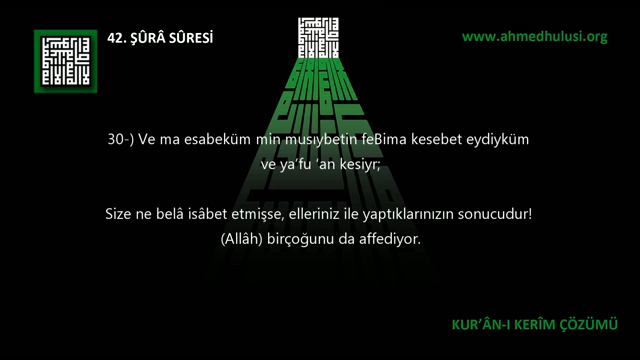 42. ŞÛRÂ SÛRESİ
www.ahmedhulusi.org
30-) Ve ma esabeküm min musıybetin feBima kesebet eydiyküm
ve ya’fu ‘an kesiyr;
Size ne belâ isâbet etmişse, elleriniz ile yaptıklarınızın sonucudur!
(Allâh) birçoğunu da affediyor.
KUR’ÂN-I KERÎM ÇÖZÜMÜ